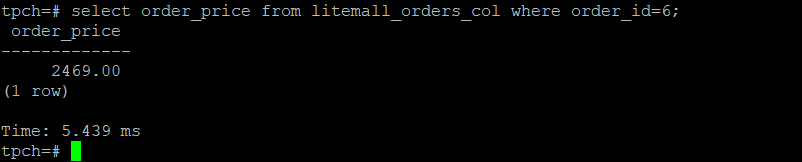 tpch=# select order_price from litemall_orders_col where order_id=6;
 order_price
-------------
     2469.00
(1 row)

Time: 5.439 ms
tpch=#